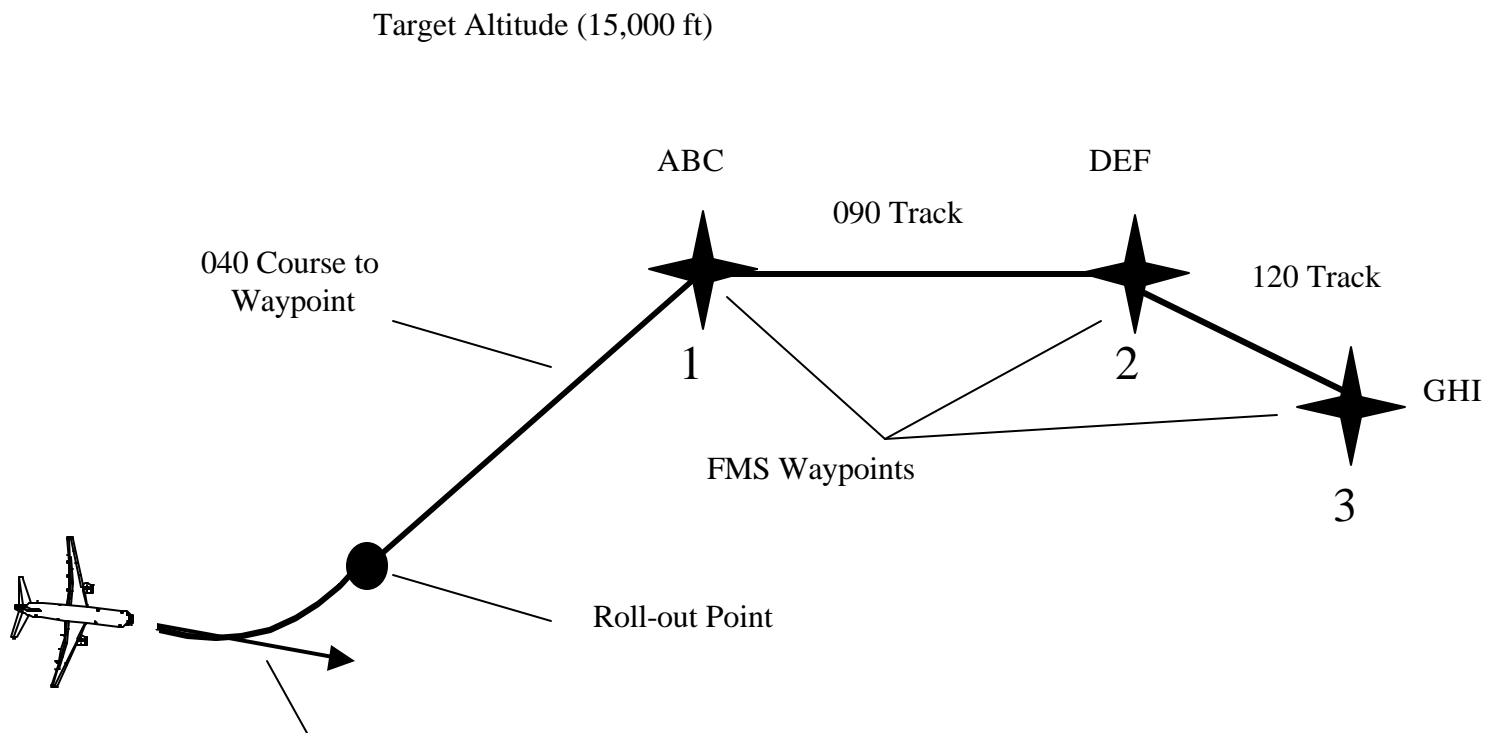 Target Altitude (15,000 ft)
ABC
DEF
090 Track
040 Course to
Waypoint
120 Track
1
2
GHI
FMS Waypoints
3
Roll-out Point